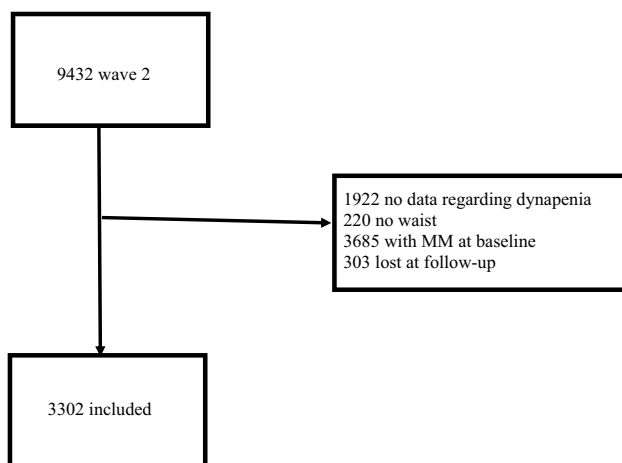 9432 wave 2
1922 no data regarding dynapenia
220 no waist
3685 with MM at baseline
303 lost at follow-up
3302 included